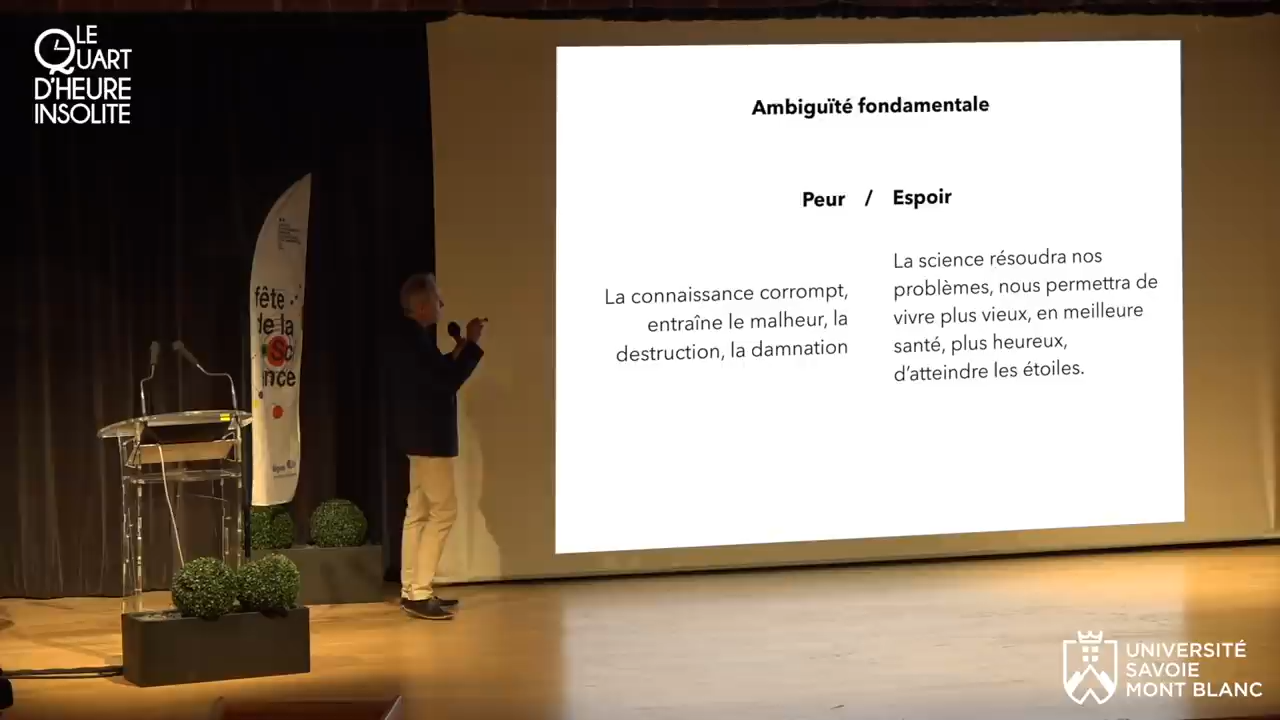 LE
QUART
D'HEURE
INSOLITE
Ambiguïté fondamentale
Peur / Espoir
La connaissance corrompt,
entraîne le malheur, la
destruction, la damnation
La science résoudra nos
problèmes, nous permettra de
vivre plus vieux, en meilleure
santé, plus heureux,
d'atteindre les étoiles.
fête
de la
Sc
nce
UNIVERSITÉ
SAVOIE
MONT BLANC